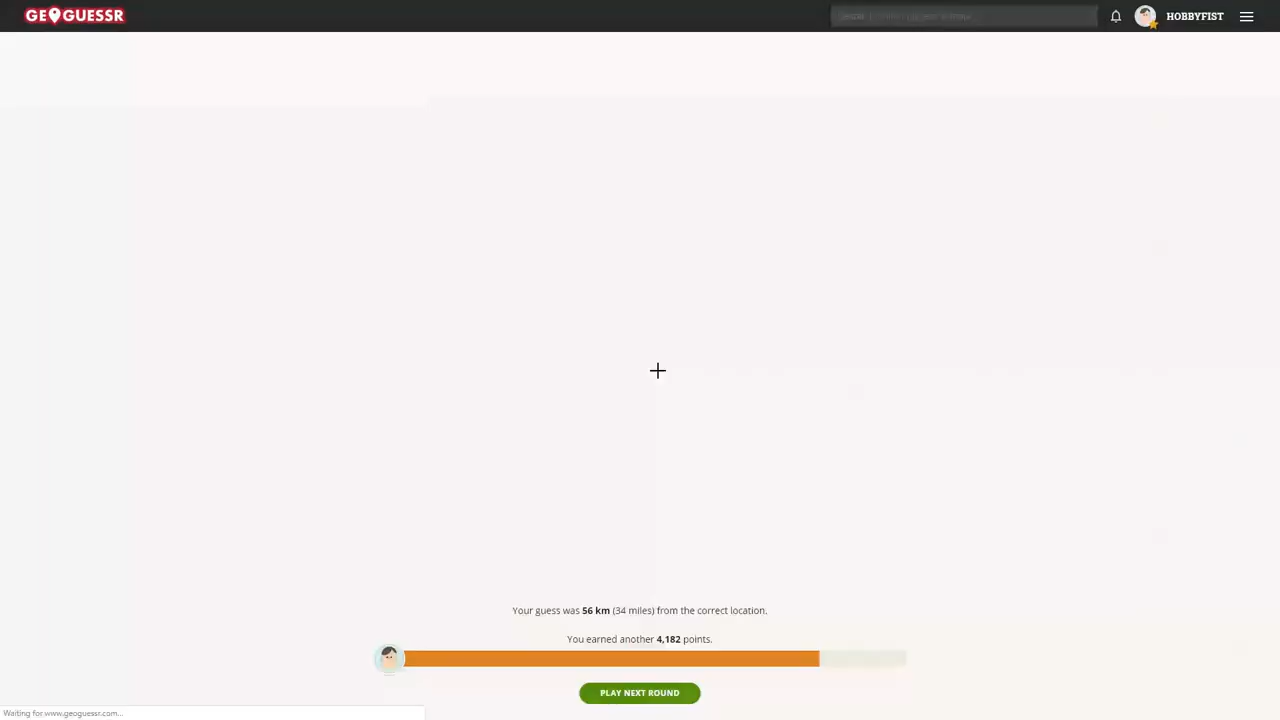 GEOGUESSR
HOBBYFIST
Your guess was 56 km (34 miles) from the correct location.
You earned another 4,182 points.
PLAY NEXT ROUND
Waiting for www.geoguessr.com...